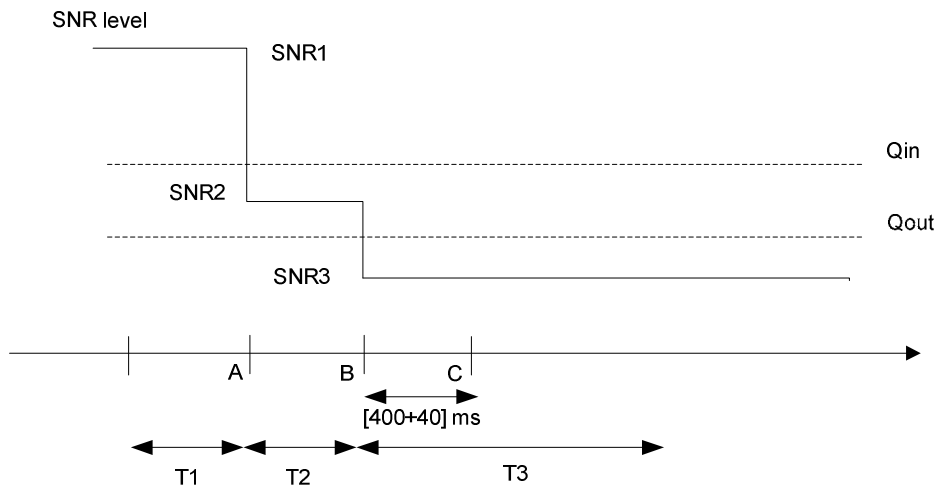 SNR level
SNR1
Qin
SNR2
Qout
SNR3
A B C
[400+40] ms
T1 T2 T3